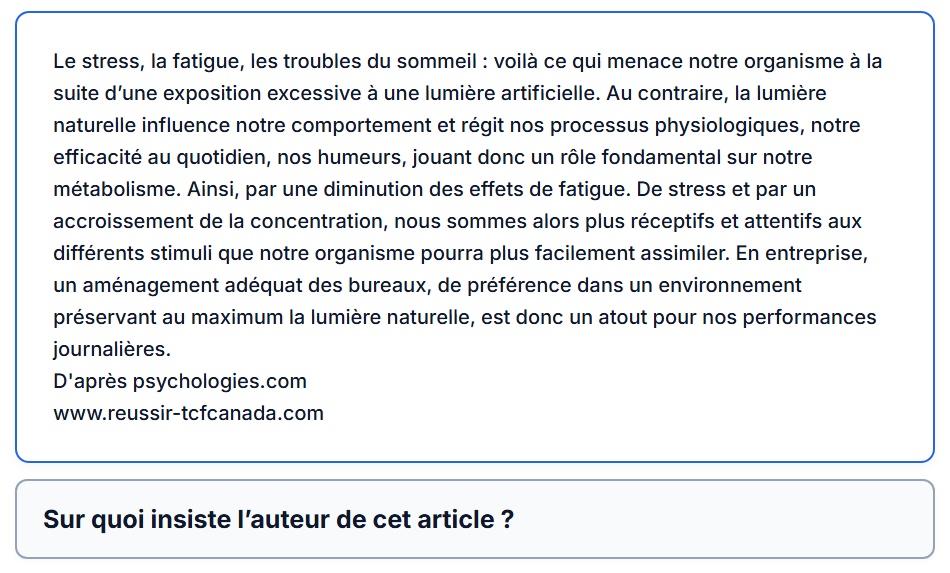 Le stress, la fatigue, les troubles du sommeil : voilà ce qui menace notre organisme à la
suite d’une exposition excessive à une lumière artificielle. Au contraire, la lumière
naturelle influence notre comportement et régit nos processus physiologiques, notre
efficacité au quotidien, nos humeurs, jouant donc un rôle fondamental sur notre
métabolisme. Ainsi, par une diminution des effets de fatigue. De stress et par un
accroissement de la concentration, nous sommes alors plus réceptifs et attentifs aux
différents stimuli que notre organisme pourra plus facilement assimiler. En entreprise,
un aménagement adéquat des bureaux, de préférence dans un environnement
préservant au maximum la lumière naturelle, est donc un atout pour nos performances
journalières.
D'après psychologies.com
www.reussir-tcfcanada.com
Sur quoi insiste l’auteur de cet article ?